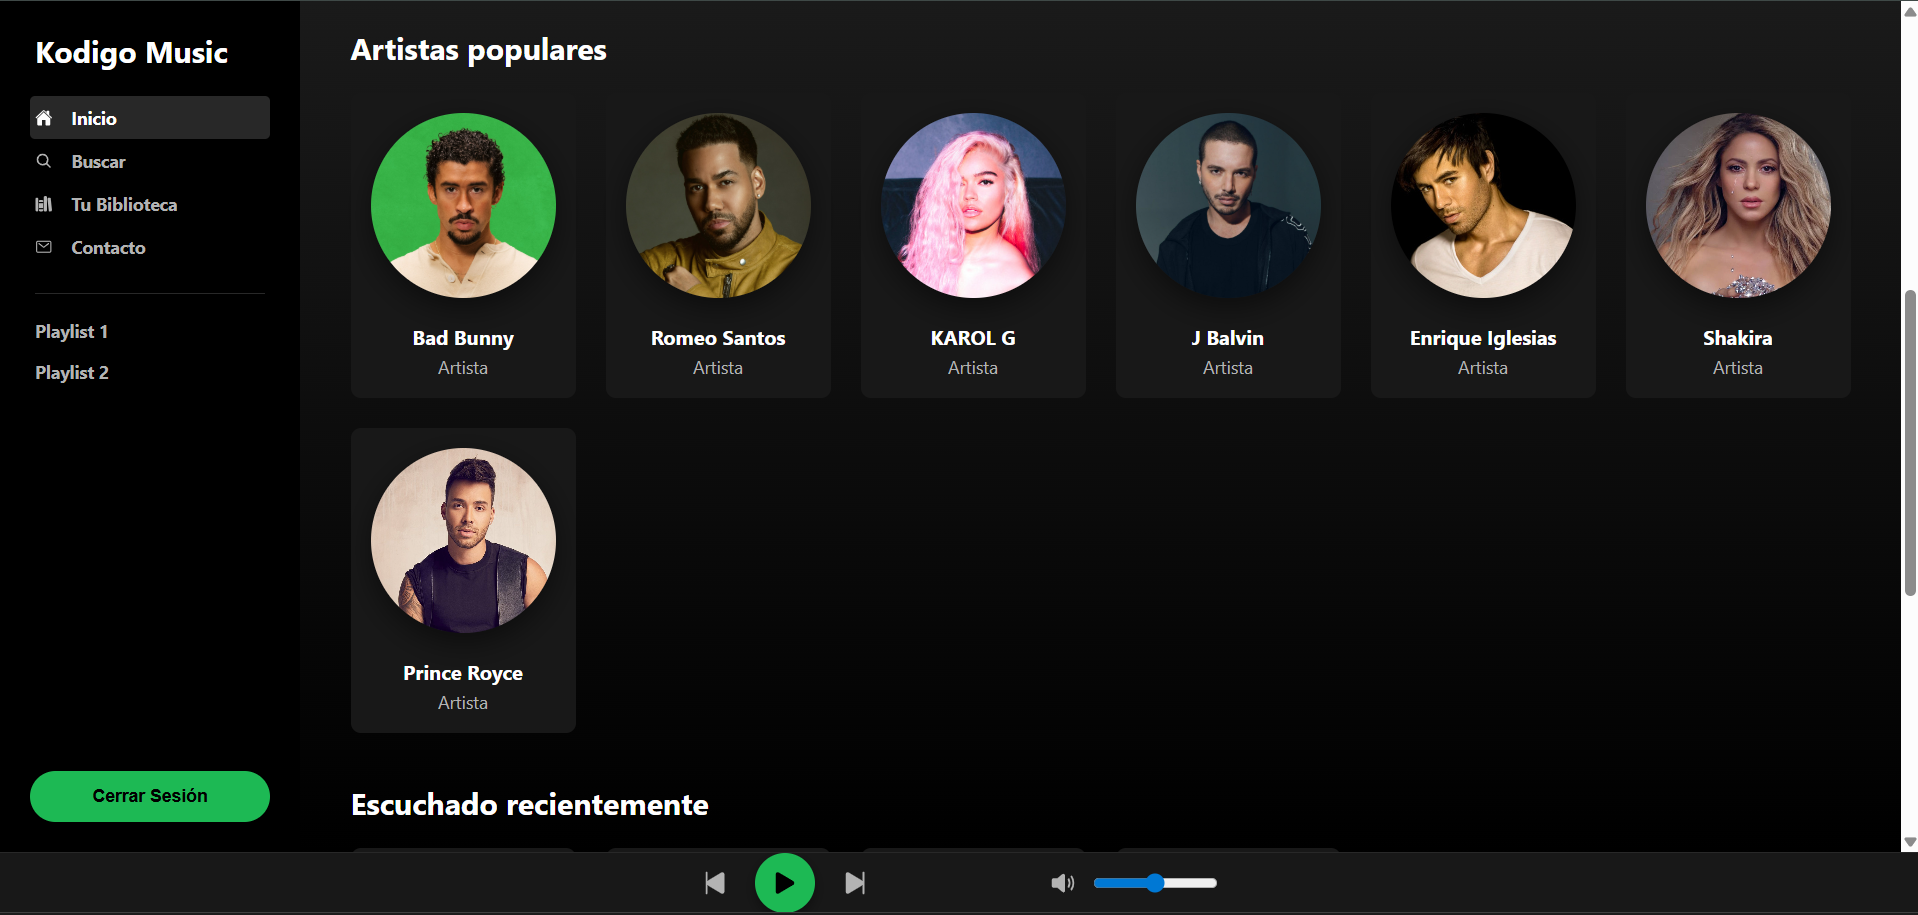 Kodigo Music
Inicio
Buscar
Tu Biblioteca
Contacto
Playlist 1
Playlist 2
Cerrar Sesión
Artistas populares
Bad Bunny
Artista
Romeo Santos
Artista
KAROL G
Artista
J Balvin
Artista
Enrique Iglesias
Artista
Shakira
Artista
Prince Royce
Artista
Escuchado recientemente